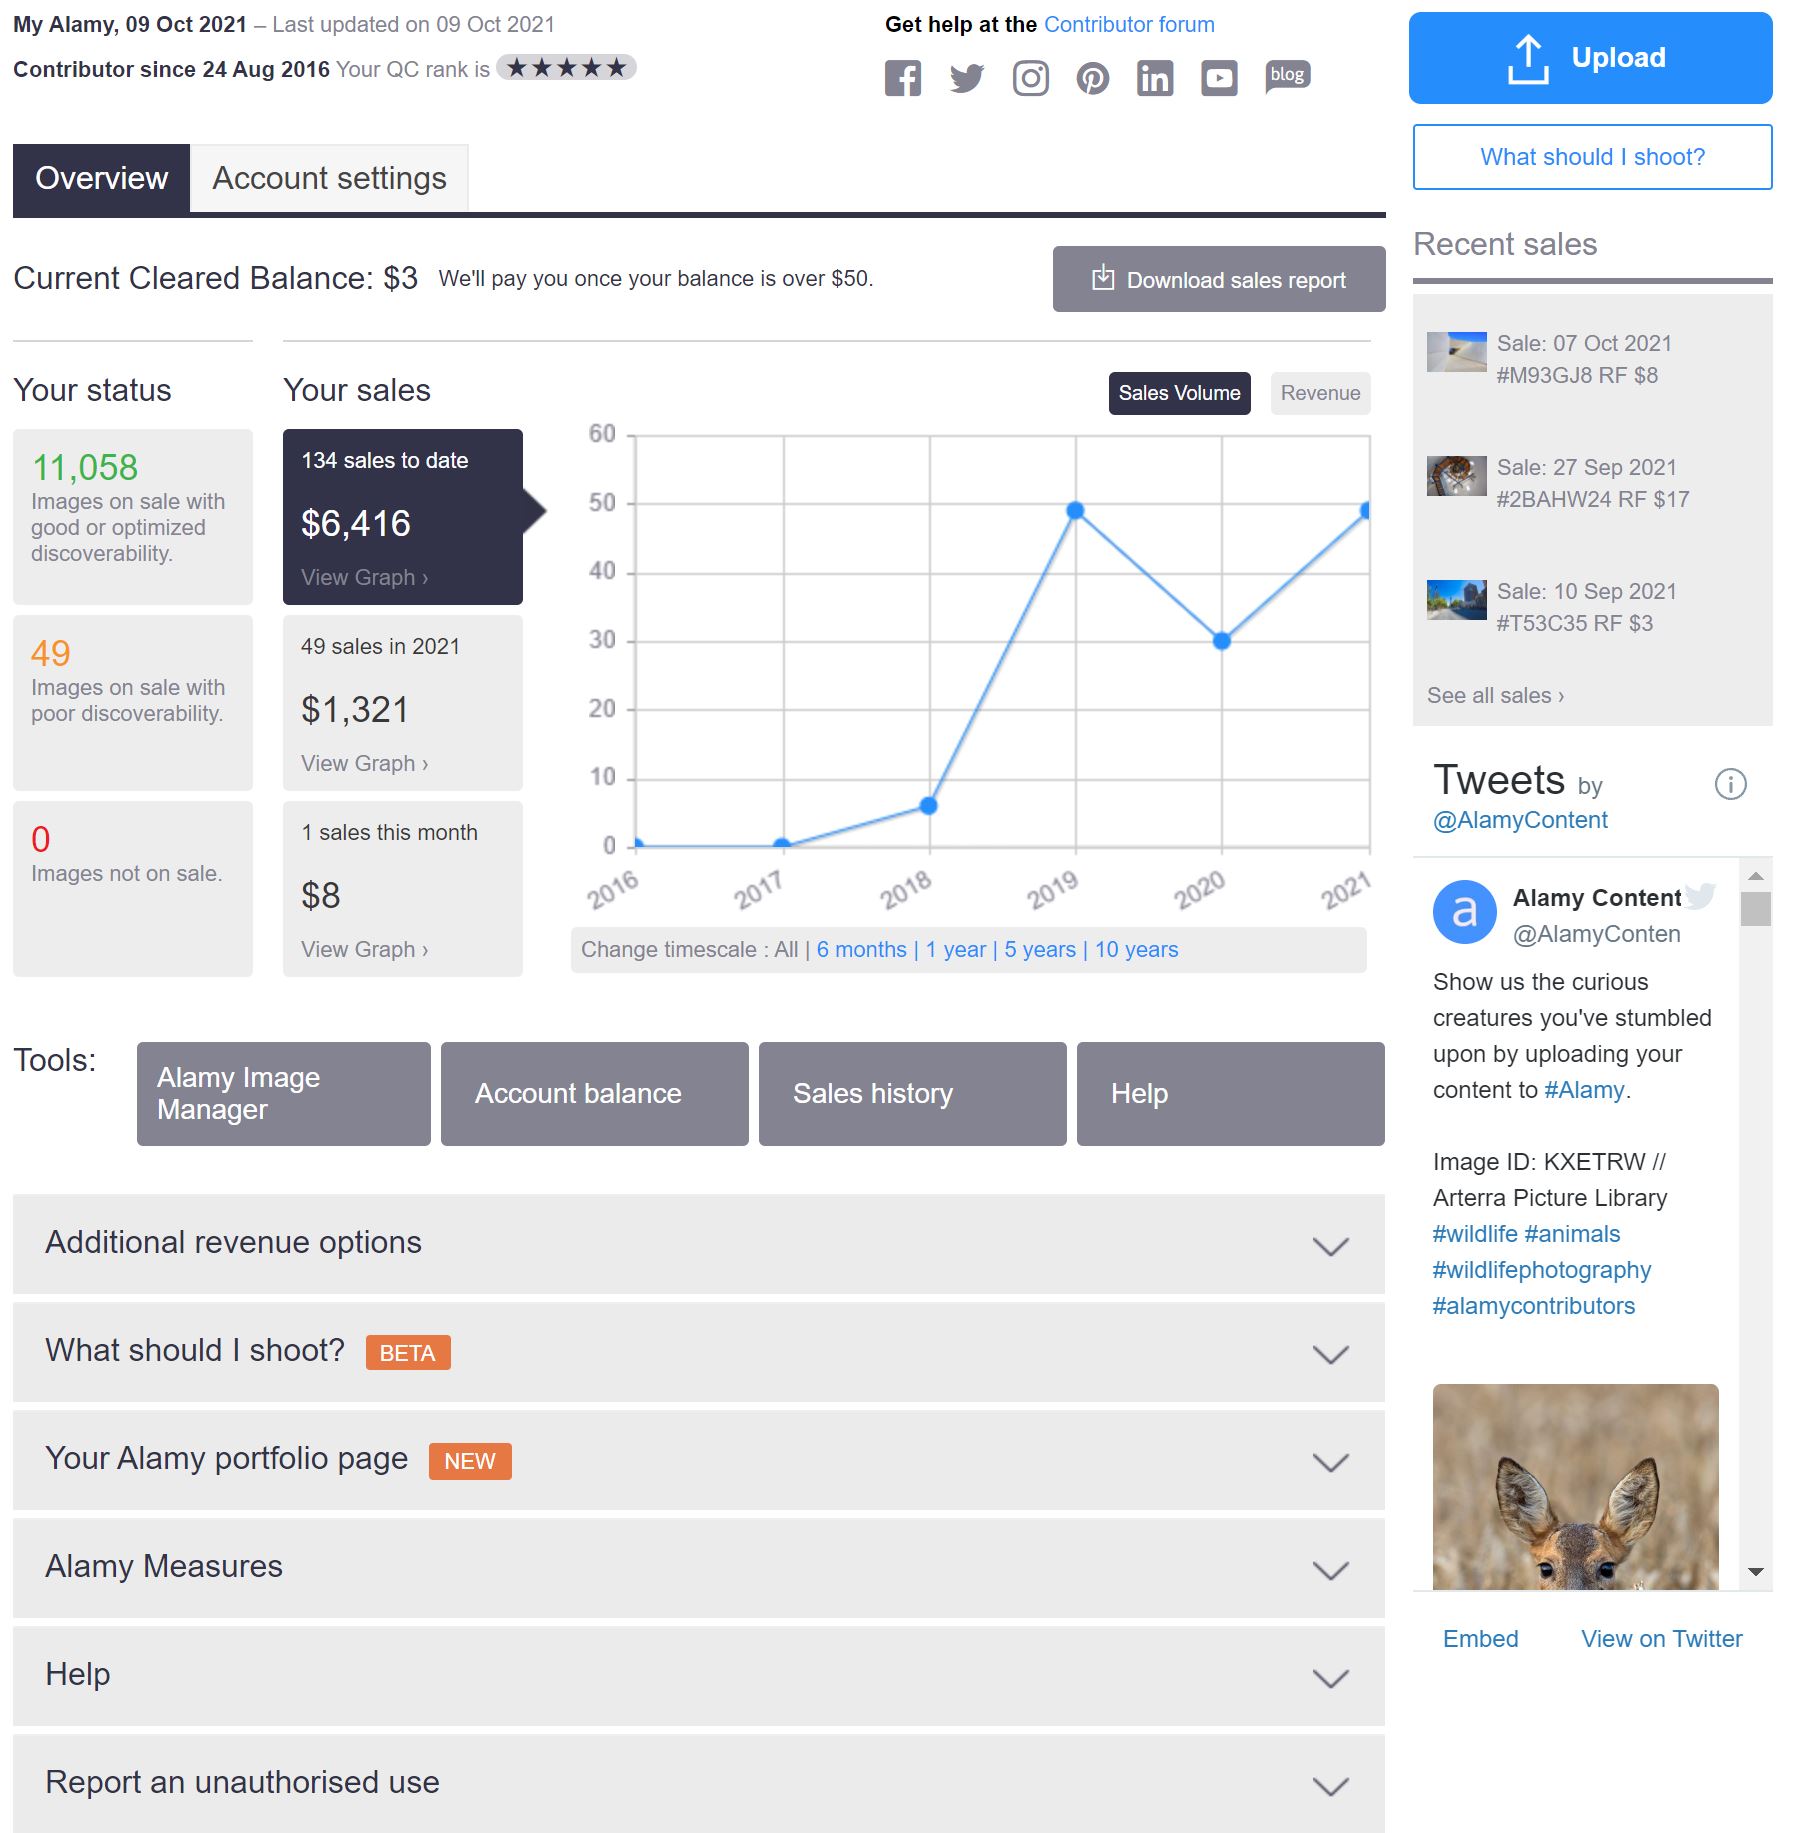 My Alamy, 09 Oct 2021 – Last updated on 09 Oct 2021
Contributor since 24 Aug 2016 Your QC rank is ★★★★★
Get help at the Contributor forum
blog
Upload
What should I shoot?
Overview
Account settings
Current Cleared Balance: $3 We'll pay you once your balance is over $50.
Download sales report
Your status
11,058
Images on sale with
good or optimized
discoverability.
49
Images on sale with
poor discoverability.
0
Images not on sale.
Your sales
134 sales to date
$6,416
View Graph ›
49 sales in 2021
$1,321
View Graph ›
1 sales this month
$8
View Graph ›
Sales Volume
Revenue
60
50
40
30
20
10
0
2016
2017
2018
2019
2020
2021
Change timescale : All | 6 months | 1 year | 5 years | 10 years
Recent sales
Sale: 07 Oct 2021
#M93GJ8 RF $8
Sale: 27 Sep 2021
#2BAHW24 RF $17
Sale: 10 Sep 2021
#T53C35 RF $3
See all sales ›
Tools:
Alamy Image
Manager
Account balance
Sales history
Help
Additional revenue options
What should I shoot? BETA
Your Alamy portfolio page NEW
Alamy Measures
Help
Report an unauthorised use
Tweets by
@AlamyContent
a
Alamy Content
@AlamyConten
Show us the curious
creatures you've stumbled
upon by uploading your
content to #Alamy.
Image ID: KXETRW //
Arterra Picture Library
#wildlife #animals
#wildlifephotography
#alamycontributors
Embed
View on Twitter